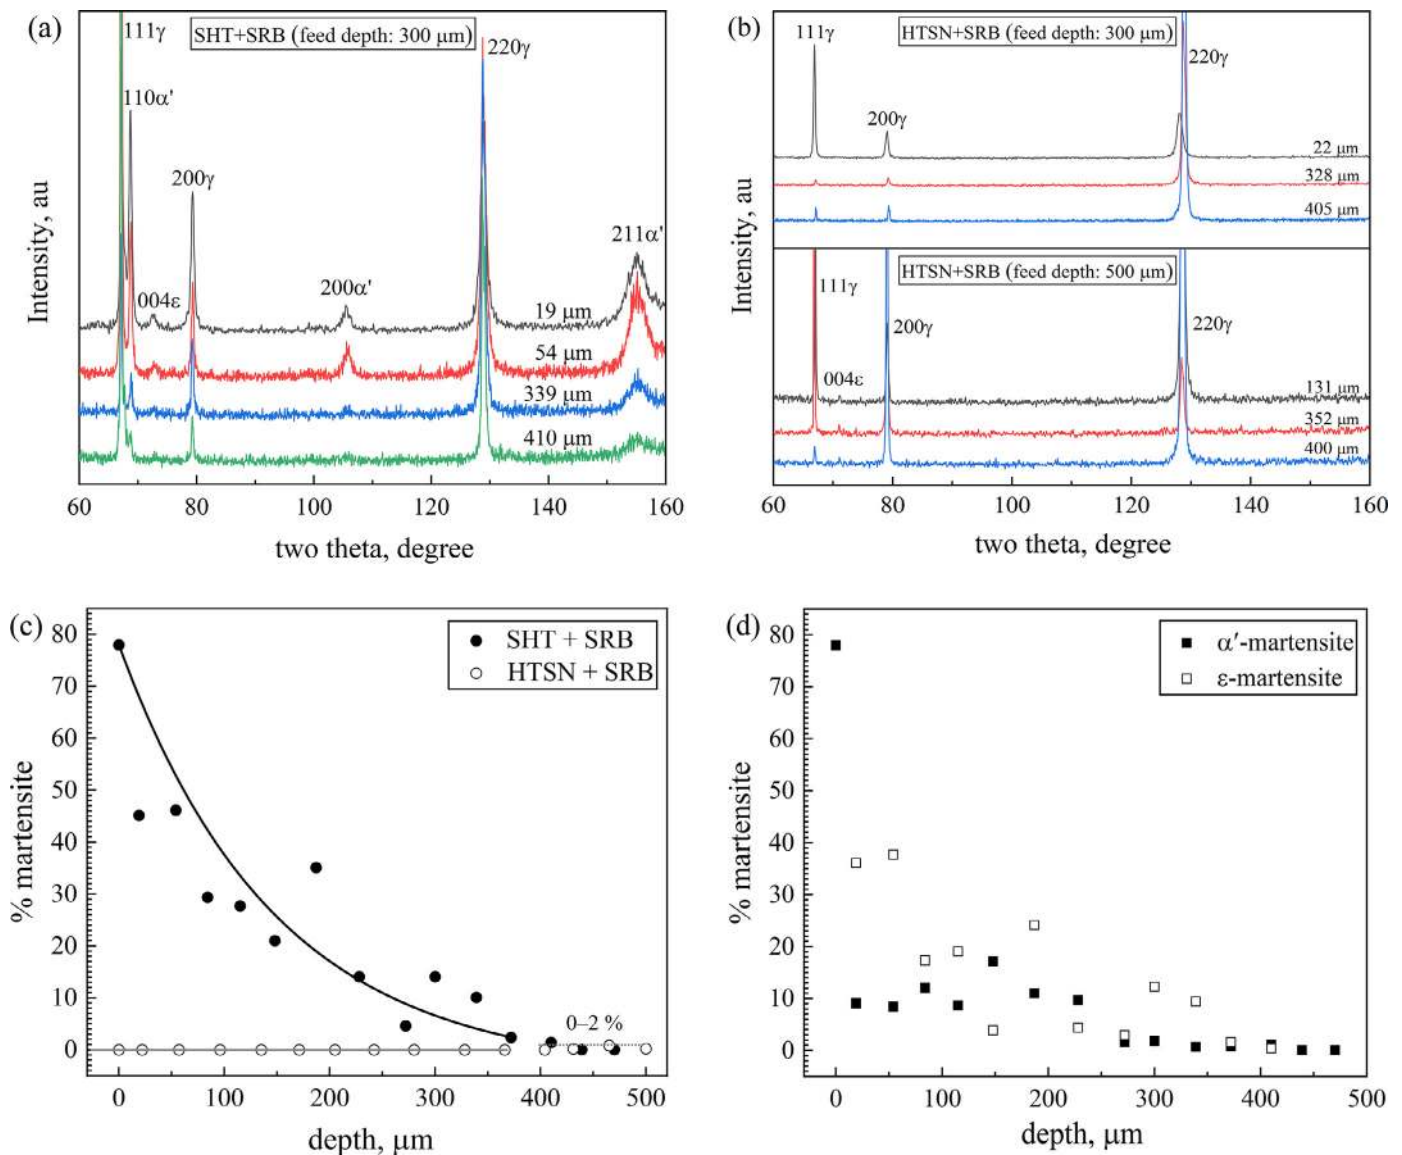 (a)
SHT+SRB (feed depth: 300 μm)
111γ
110α'
004ε
200γ
200α'
220γ
211α'
19 μm
54 μm
339 μm
410 μm
Intensity, au
60 80 100 120 140 160
two theta, degree
(b)
HTSN+SRB (feed depth: 300 μm)
111γ
200γ
220γ
22 μm
328 μm
405 μm
HTSN+SRB (feed depth: 500 μm)
111γ
004ε
200γ
220γ
131 μm
352 μm
400 μm
Intensity, au
60 80 100 120 140 160
two theta, degree
(c)
SHT + SRB
HTSN + SRB
80
70
60
50
40
30
20
10
0
0–2 %
% martensite
0 100 200 300 400 500
depth, μm
(d)
α′-martensite
ε-martensite
80
70
60
50
40
30
20
10
0
% martensite
0 100 200 300 400 500
depth, μm